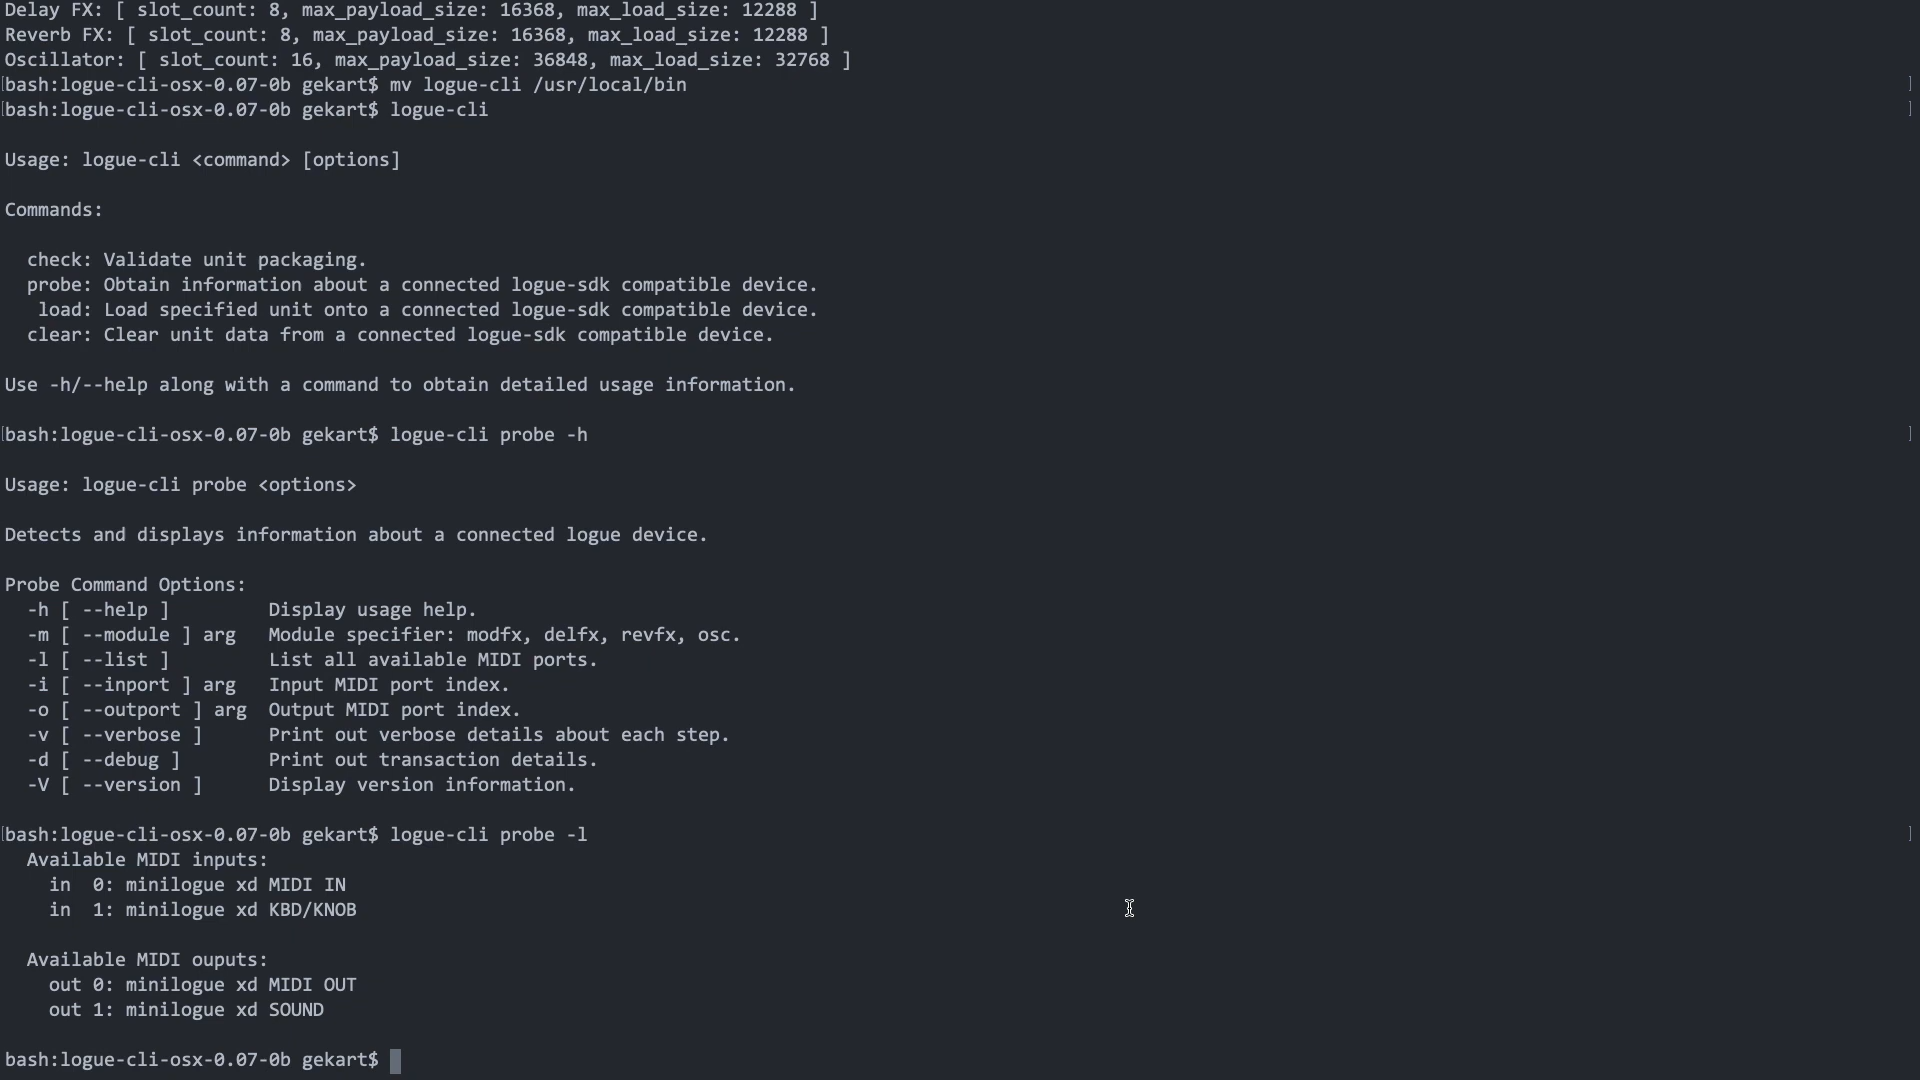 Delay FX: [ slot_count: 8, max_payload_size: 16368, max_load_size: 12288 ]
Reverb FX: [ slot_count: 8, max_payload_size: 16368, max_load_size: 12288 ]
Oscillator: [ slot_count: 16, max_payload_size: 36848, max_load_size: 32768 ]
[bash:logue-cli-osx-0.07-0b gekart$ mv logue-cli /usr/local/bin ]
[bash:logue-cli-osx-0.07-0b gekart$ logue-cli ]
Usage: logue-cli <command> [options]
Commands:
check: Validate unit packaging.
probe: Obtain information about a connected logue-sdk compatible device.
load: Load specified unit onto a connected logue-sdk compatible device.
clear: Clear unit data from a connected logue-sdk compatible device.
Use -h/--help along with a command to obtain detailed usage information.
[bash:logue-cli-osx-0.07-0b gekart$ logue-cli probe -h ]
Usage: logue-cli probe <options>
Detects and displays information about a connected logue device.
Probe Command Options:
-h [ --help ] Display usage help.
-m [ --module ] arg Module specifier: modfx, delfx, revfx, osc.
-l [ --list ] List all available MIDI ports.
-i [ --inport ] arg Input MIDI port index.
-o [ --outport ] arg Output MIDI port index.
-v [ --verbose ] Print out verbose details about each step.
-d [ --debug ] Print out transaction details.
-V [ --version ] Display version information.
[bash:logue-cli-osx-0.07-0b gekart$ logue-cli probe -l ]
Available MIDI inputs:
in 0: minilogue xd MIDI IN
in 1: minilogue xd KBD/KNOB
Available MIDI ouputs:
out 0: minilogue xd MIDI OUT
out 1: minilogue xd SOUND
bash:logue-cli-osx-0.07-0b gekart$